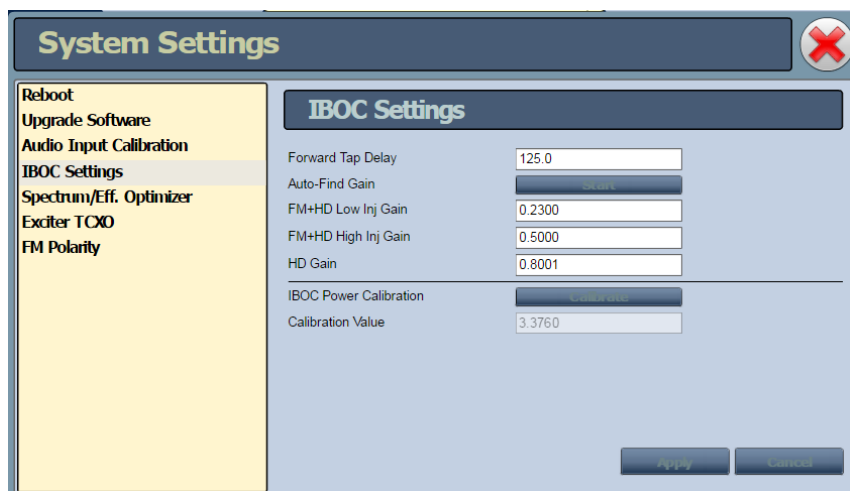 System Settings
Reboot
Upgrade Software
Audio Input Calibration
IBOC Settings
Spectrum/Eff. Optimizer
Exciter TCXO
FM Polarity
IBOC Settings
Forward Tap Delay 125.0
Auto-Find Gain Start
FM+HD Low Inj Gain 0.2300
FM+HD High Inj Gain 0.5000
HD Gain 0.8001
IBOC Power Calibration Calibrate
Calibration Value 3.3760
Apply Cancel